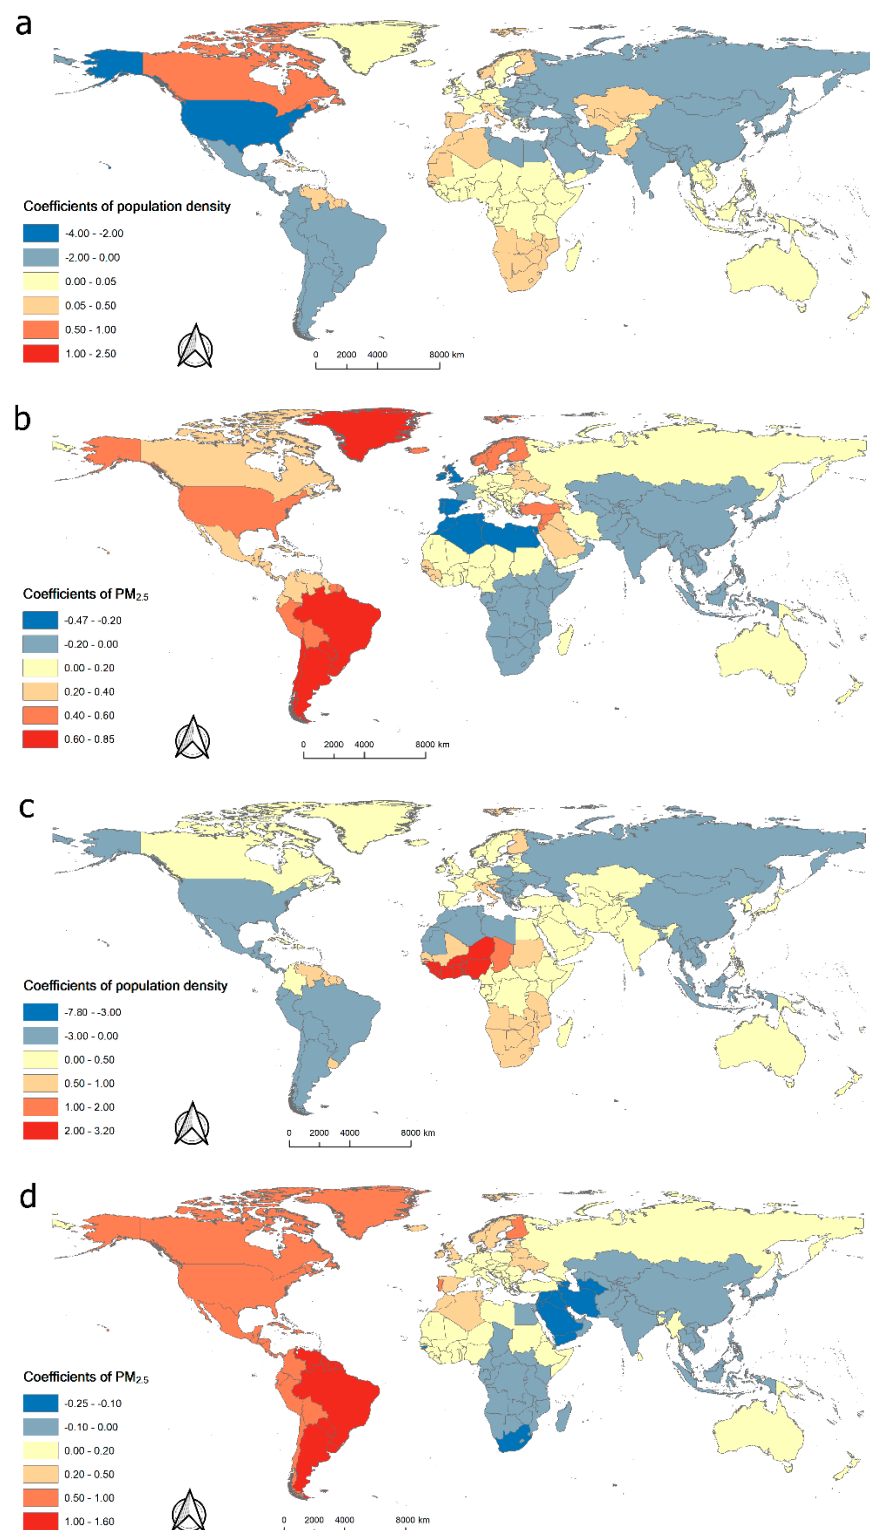 a
Coefficients of population density
-4.00 - -2.00
-2.00 - 0.00
0.00 - 0.05
0.05 - 0.50
0.50 - 1.00
1.00 - 2.50
0 2000 4000 8000 km
b
Coefficients of PM2.5
-0.47 - -0.20
-0.20 - 0.00
0.00 - 0.20
0.20 - 0.40
0.40 - 0.60
0.60 - 0.85
0 2000 4000 8000 km
c
Coefficients of population density
-7.80 - -3.00
-3.00 - 0.00
0.00 - 0.50
0.50 - 1.00
1.00 - 2.00
2.00 - 3.20
0 2000 4000 8000 km
d
Coefficients of PM2.5
-0.25 - -0.10
-0.10 - 0.00
0.00 - 0.20
0.20 - 0.50
0.50 - 1.00
1.00 - 1.60
0 2000 4000 8000 km